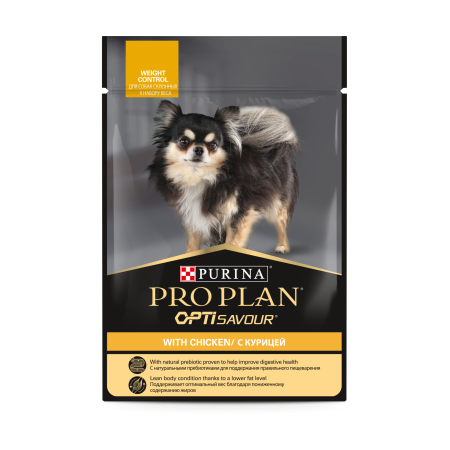 WEIGHT
CONTROL
ДЛЯ СОБАК СКЛОННЫХ
К НАБОРУ ВЕСА
PURINA®
PRO PLAN®
OPTISAVOUR®
WITH CHICKEN/ С КУРИЦЕЙ
With natural prebiotic proven to help improve digestive health
С натуральными пребиотиками для поддержания правильного пищеварения
Lean body condition thanks to a lower fat level
Поддерживает оптимальный вес благодаря пониженному
содержанию жиров